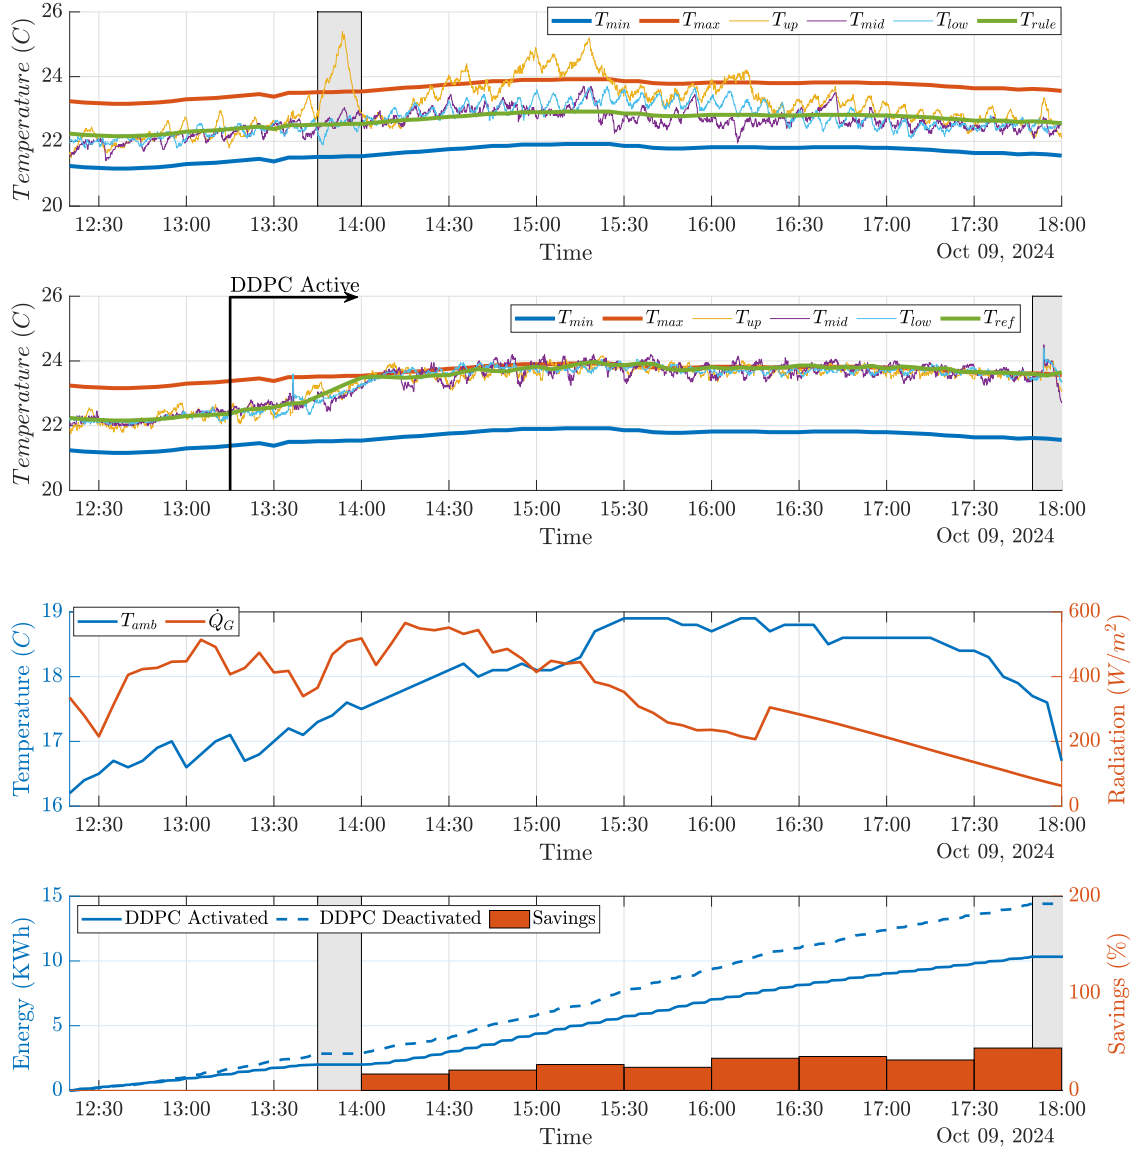 26
24
22
20
Temperature (C)
T_min T_max T_up T_mid T_low T_rule
12:30 13:00 13:30 14:00 14:30 15:00 15:30 16:00 16:30 17:00 17:30 18:00
Time
Oct 09, 2024
DDPC Active
26
24
22
20
Temperature (C)
T_min T_max T_up T_mid T_low T_ref
12:30 13:00 13:30 14:00 14:30 15:00 15:30 16:00 16:30 17:00 17:30 18:00
Time
Oct 09, 2024
19
18
17
16
Temperature (C)
T_amb Q̇_G
600
400
200
0
Radiation (W/m²)
12:30 13:00 13:30 14:00 14:30 15:00 15:30 16:00 16:30 17:00 17:30 18:00
Time
Oct 09, 2024
15
10
5
0
Energy (KWh)
DDPC Activated DDPC Deactivated Savings
200
100
0
Savings (%)
12:30 13:00 13:30 14:00 14:30 15:00 15:30 16:00 16:30 17:00 17:30 18:00
Time
Oct 09, 2024